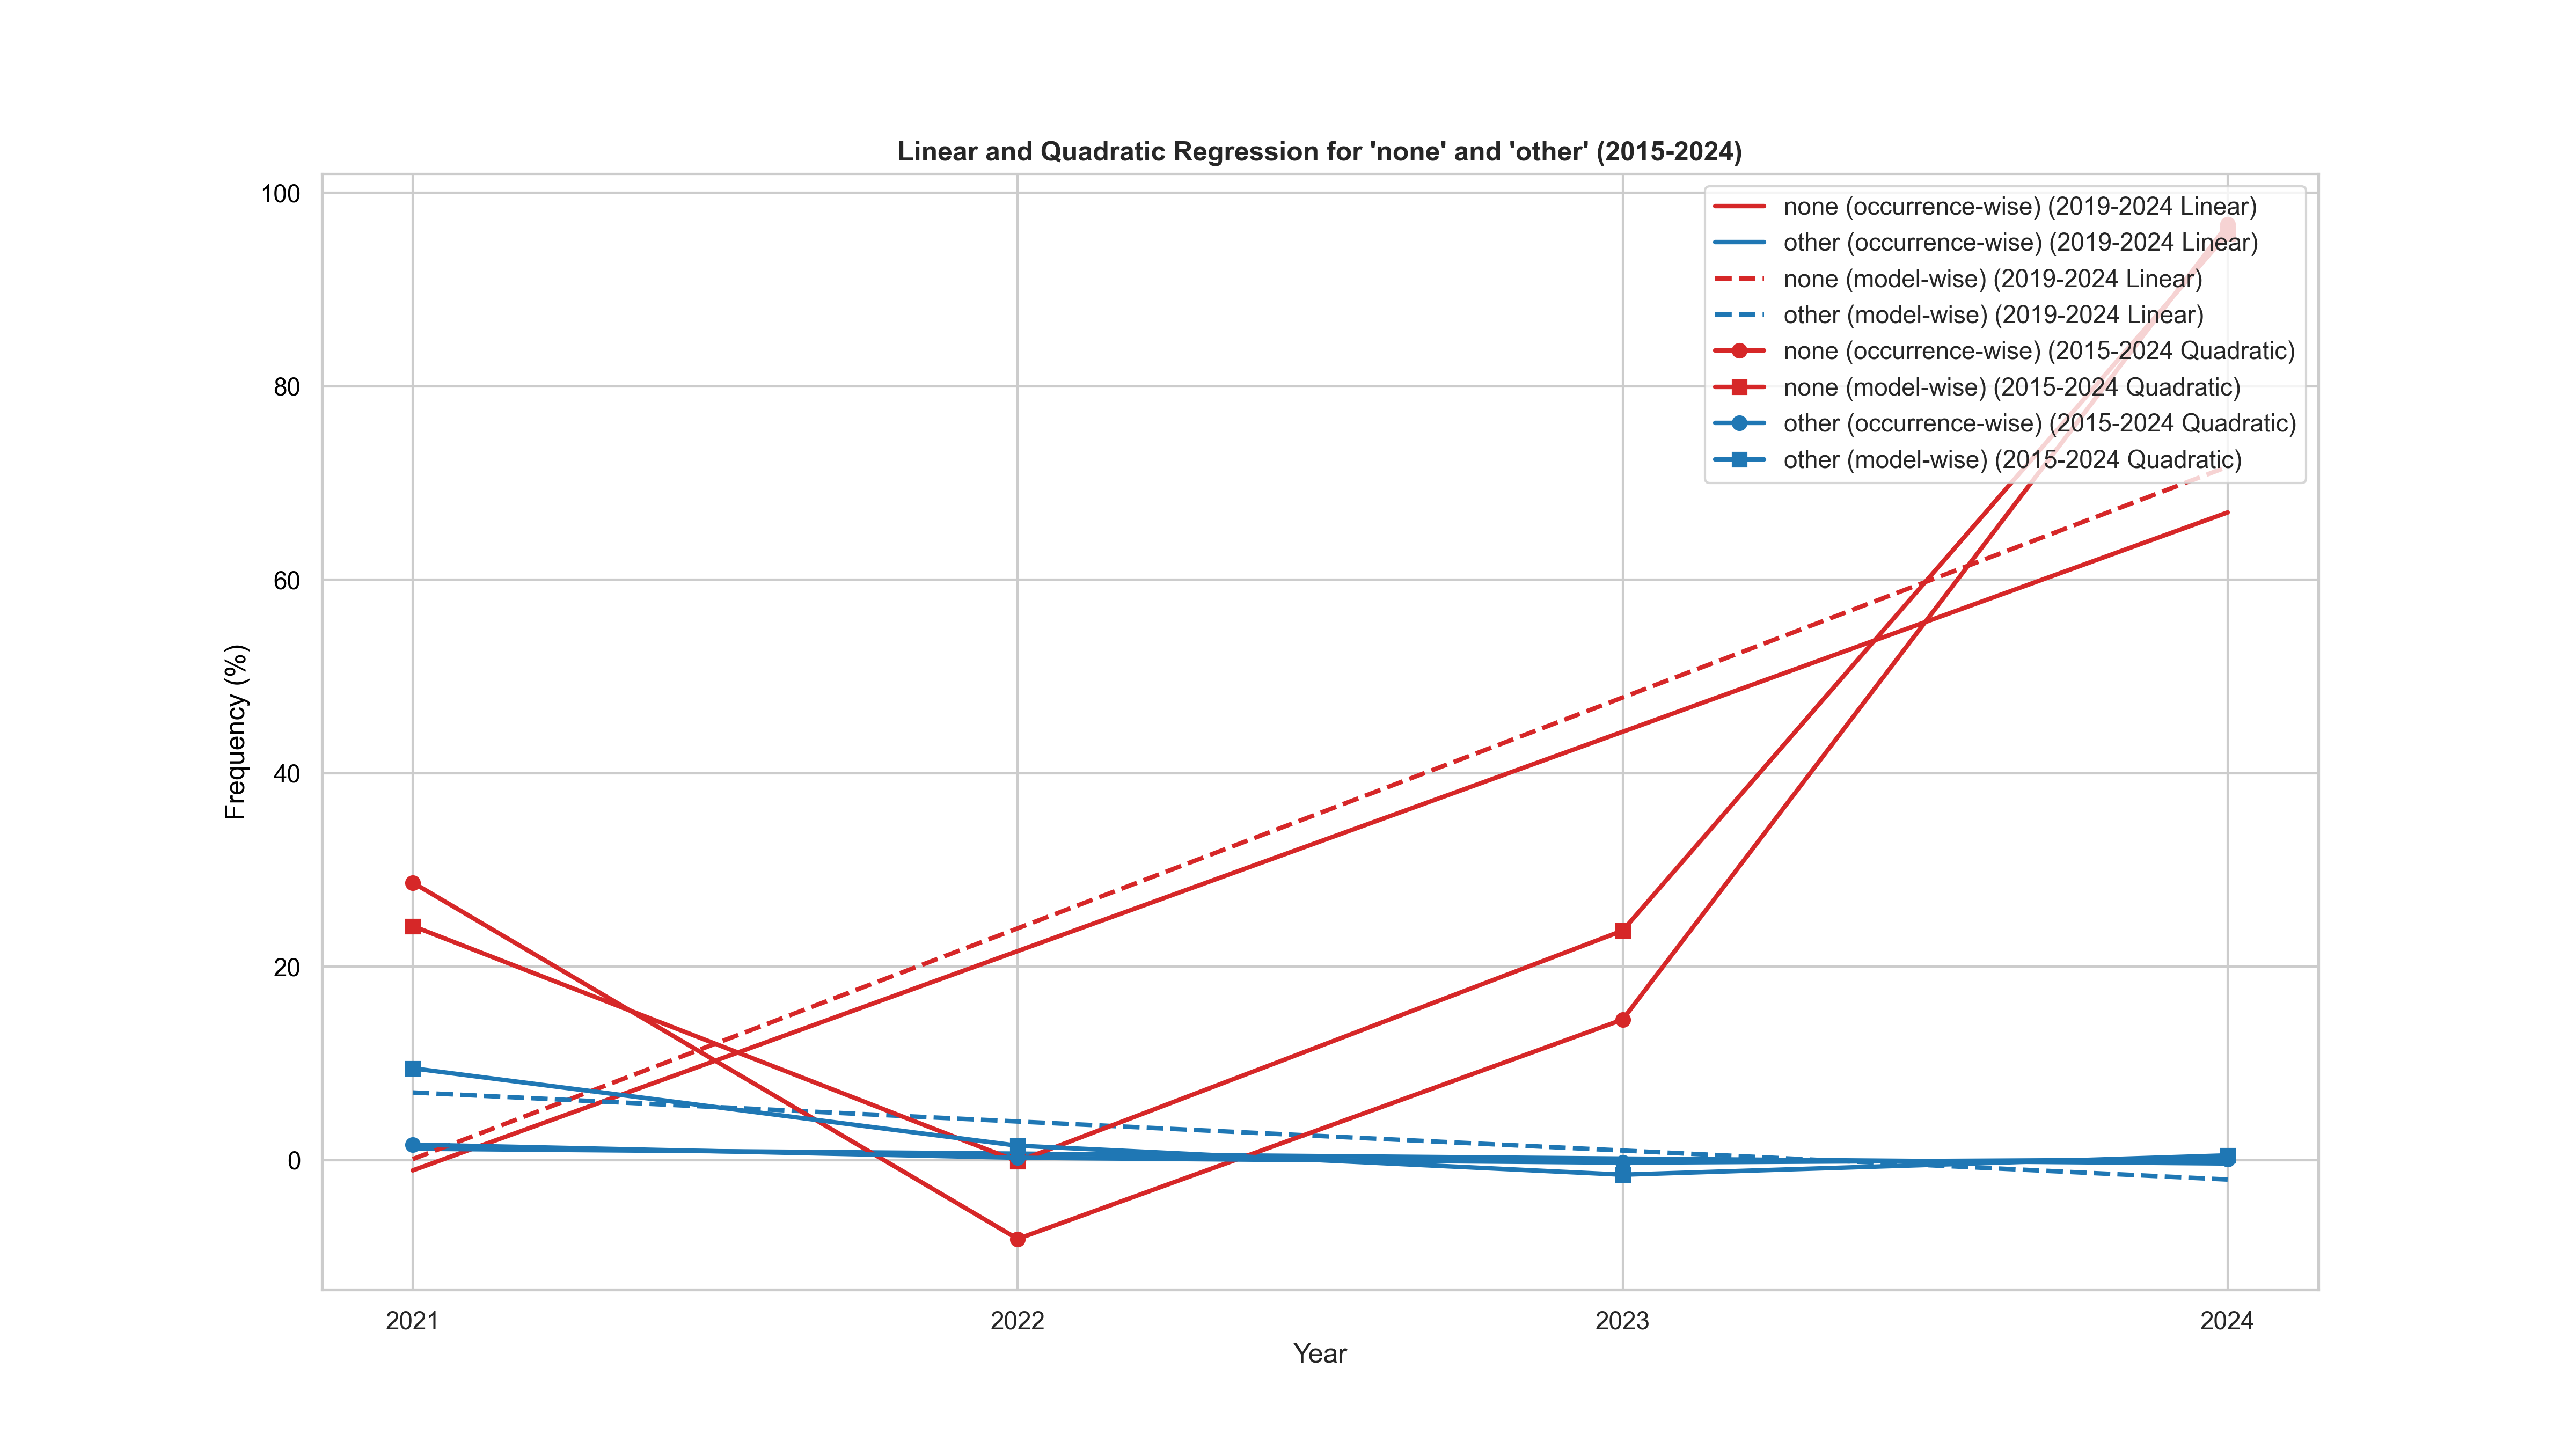 Linear and Quadratic Regression for 'none' and 'other' (2015-2024)
100
80
60
40
20
0
Frequency (%)
none (occurrence-wise) (2019-2024 Linear)
other (occurrence-wise) (2019-2024 Linear)
none (model-wise) (2019-2024 Linear)
other (model-wise) (2019-2024 Linear)
none (occurrence-wise) (2015-2024 Quadratic)
none (model-wise) (2015-2024 Quadratic)
other (occurrence-wise) (2015-2024 Quadratic)
other (model-wise) (2015-2024 Quadratic)
2021 2022 2023 2024
Year